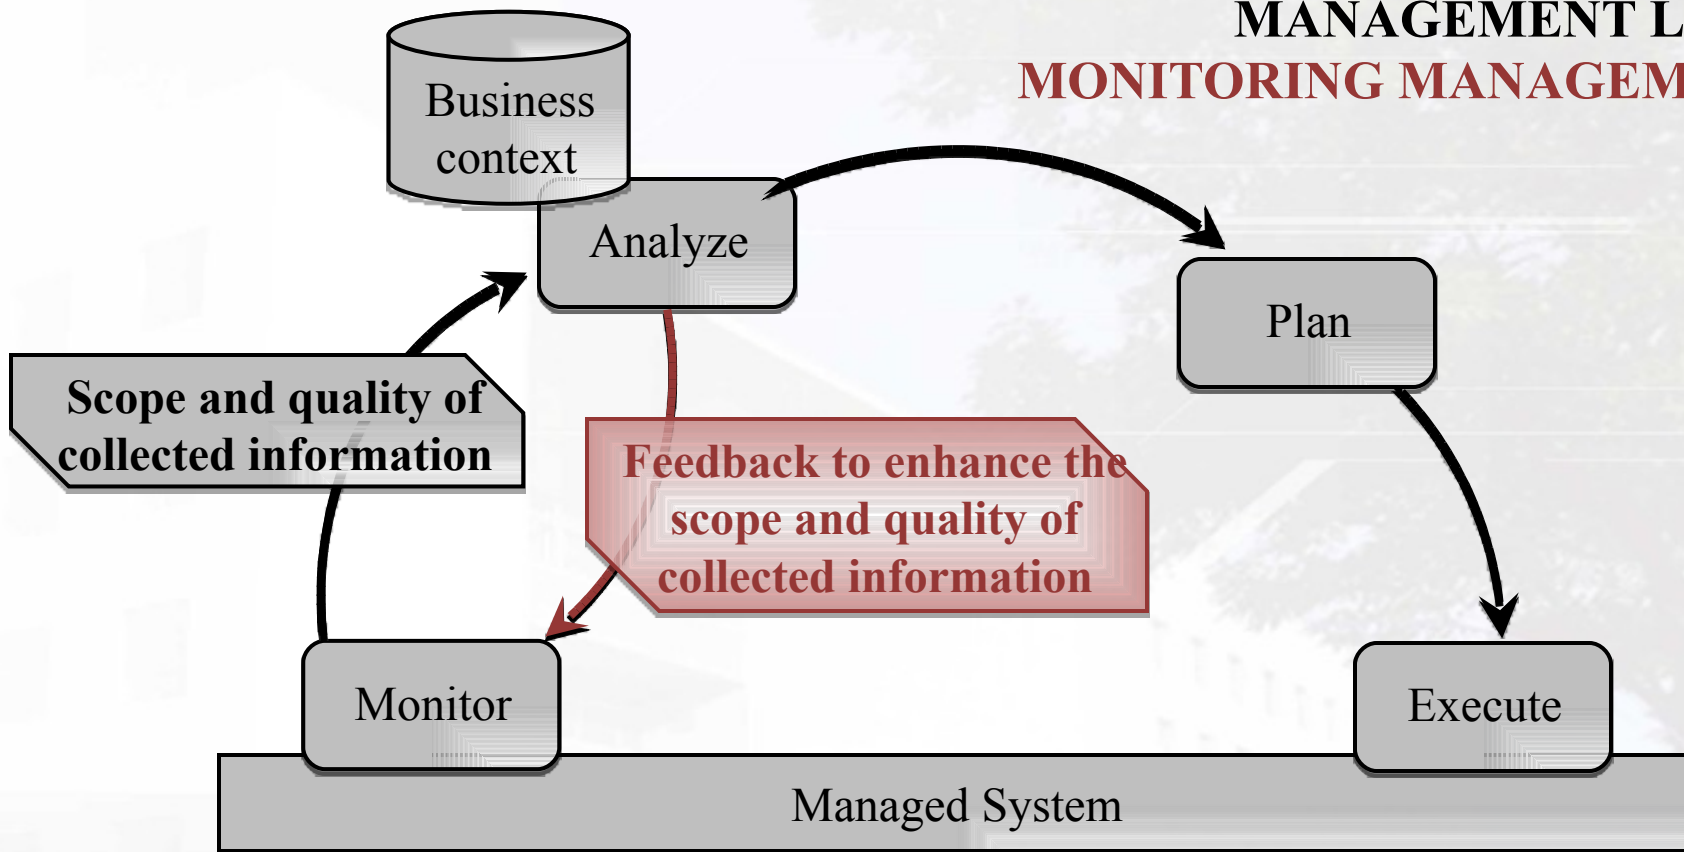 MANAGEMENT L
MONITORING MANAGEM
Business
context
Analyze
Plan
Scope and quality of
collected information
Feedback to enhance the
scope and quality of
collected information
Monitor
Execute
Managed System